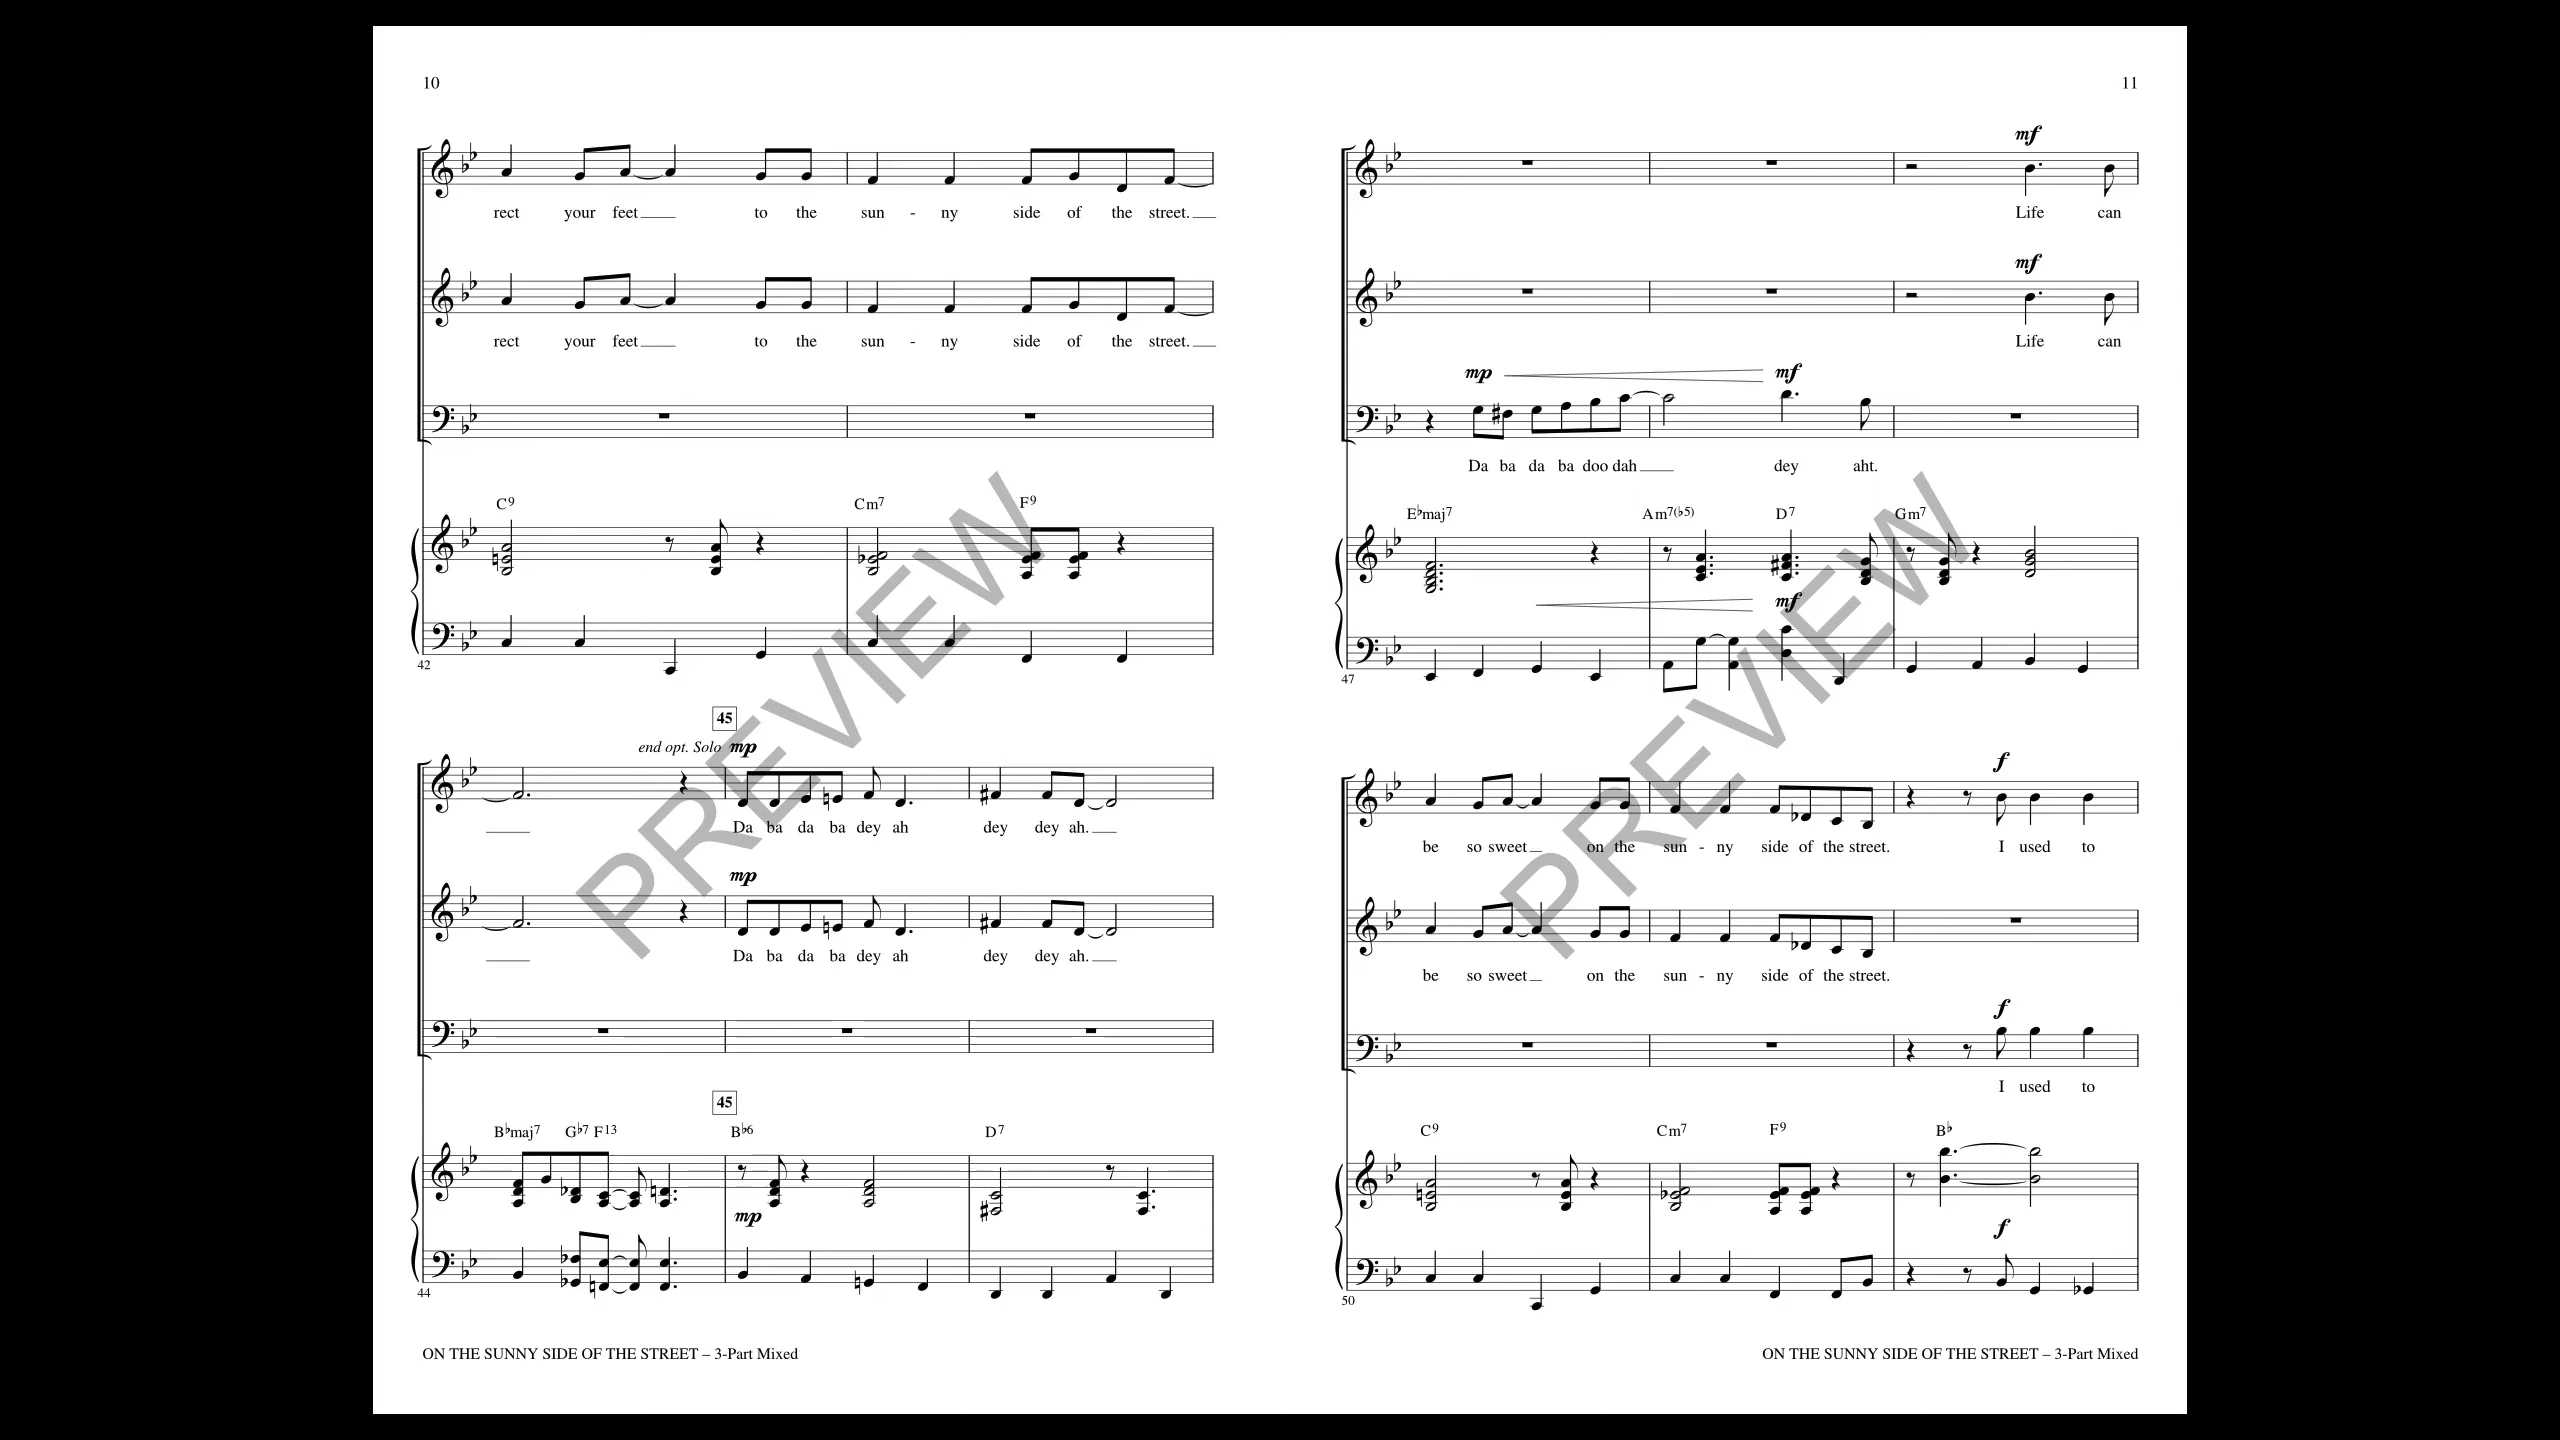 10
rect your feet to the sun - ny side of the street.
rect your feet to the sun - ny side of the street.
C9 Cm7 F9
42
45
end opt. Solo mp
Da ba da ba dey ah dey dey ah.
mp
Da ba da ba dey ah dey dey ah.
45
B♭maj7 G♭7 F13 B♭6 D7
mp
44
ON THE SUNNY SIDE OF THE STREET – 3-Part Mixed
11
mf
Life can
mf
Life can
mp mf
Da ba da ba doo dah dey aht.
E♭maj7 Am7(♭5) D7 Gm7
mf
47
f
be so sweet on the sun - ny side of the street. I used to
be so sweet on the sun - ny side of the street.
f
I used to
C9 Cm7 F9 B♭
f
50
ON THE SUNNY SIDE OF THE STREET – 3-Part Mixed
PREVIEW
PREVIEW